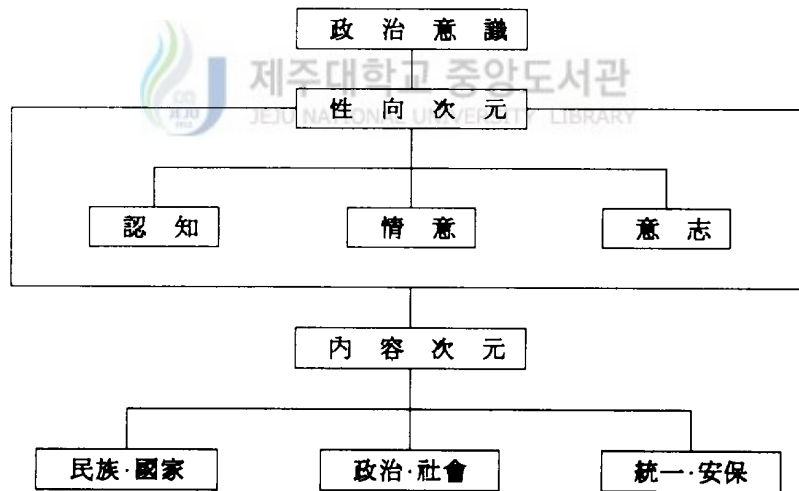 政治意識
제주대학교 중앙도서관
JEJU NATIONAL UNIVERSITY LIBRARY
性向次元
認知 情意 意志
內容次元
民族·國家 政治·社會 統一·安保